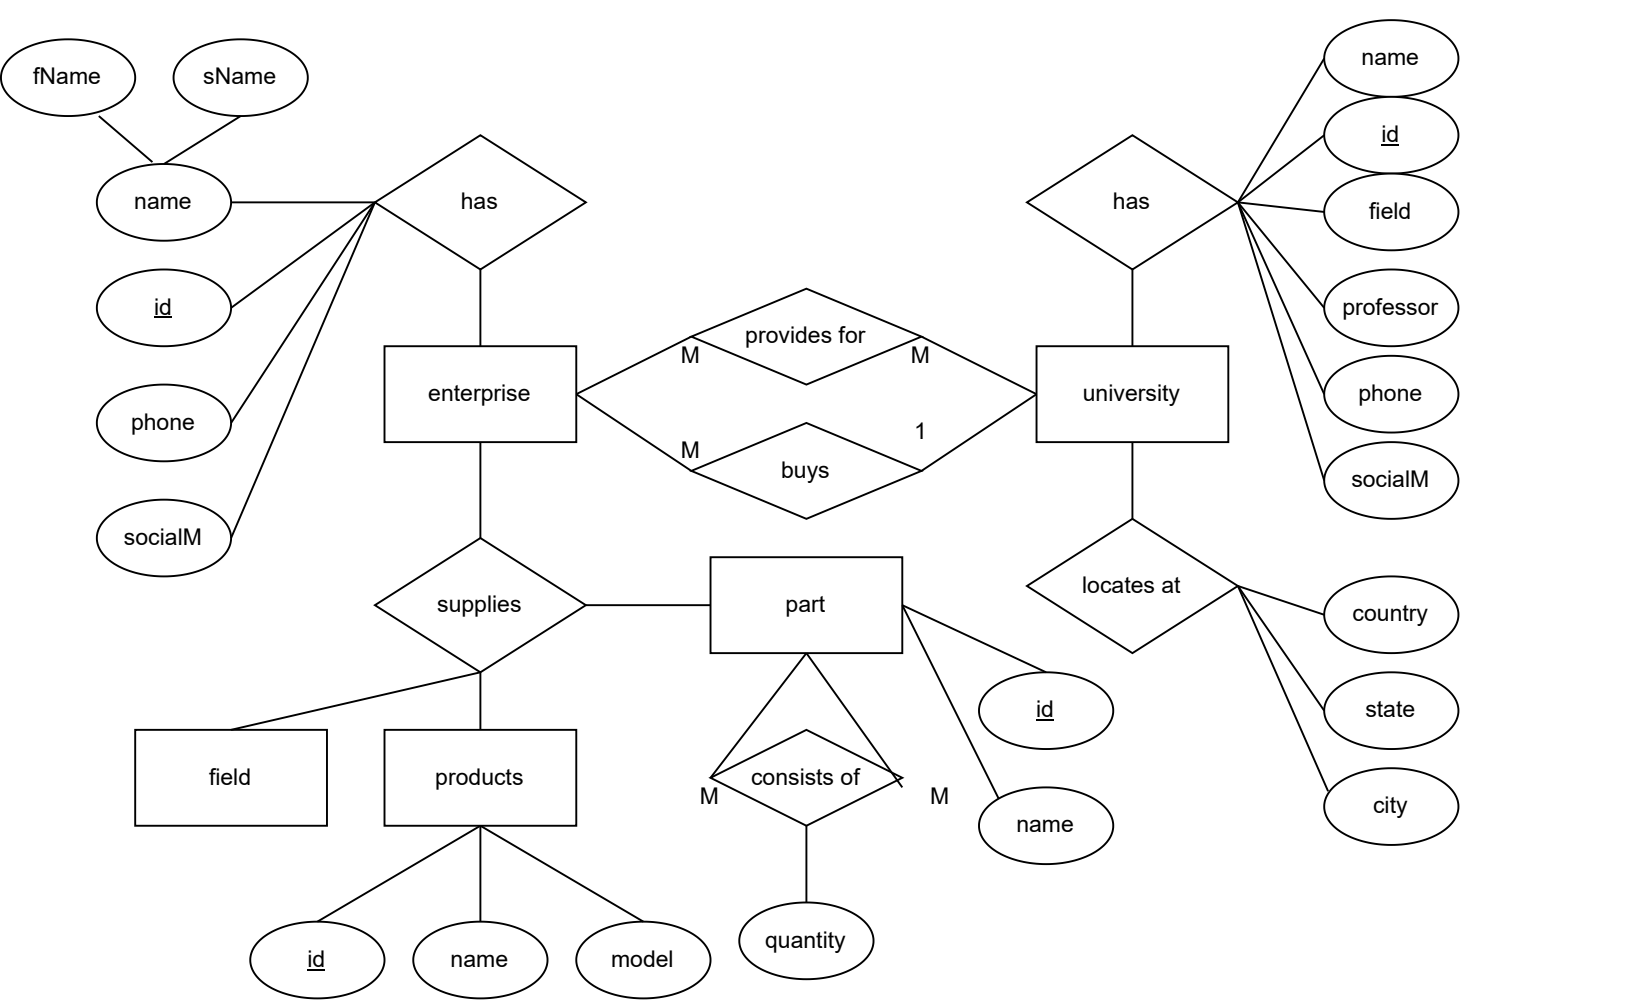 name
fName
sName
id
has
has
name
field
id
professor
provides for
M
M
enterprise
university
phone
phone
1
M
buys
socialM
socialM
locates at
supplies
part
country
id
state
field
products
consists of
M
M
city
name
quantity
id
name
model